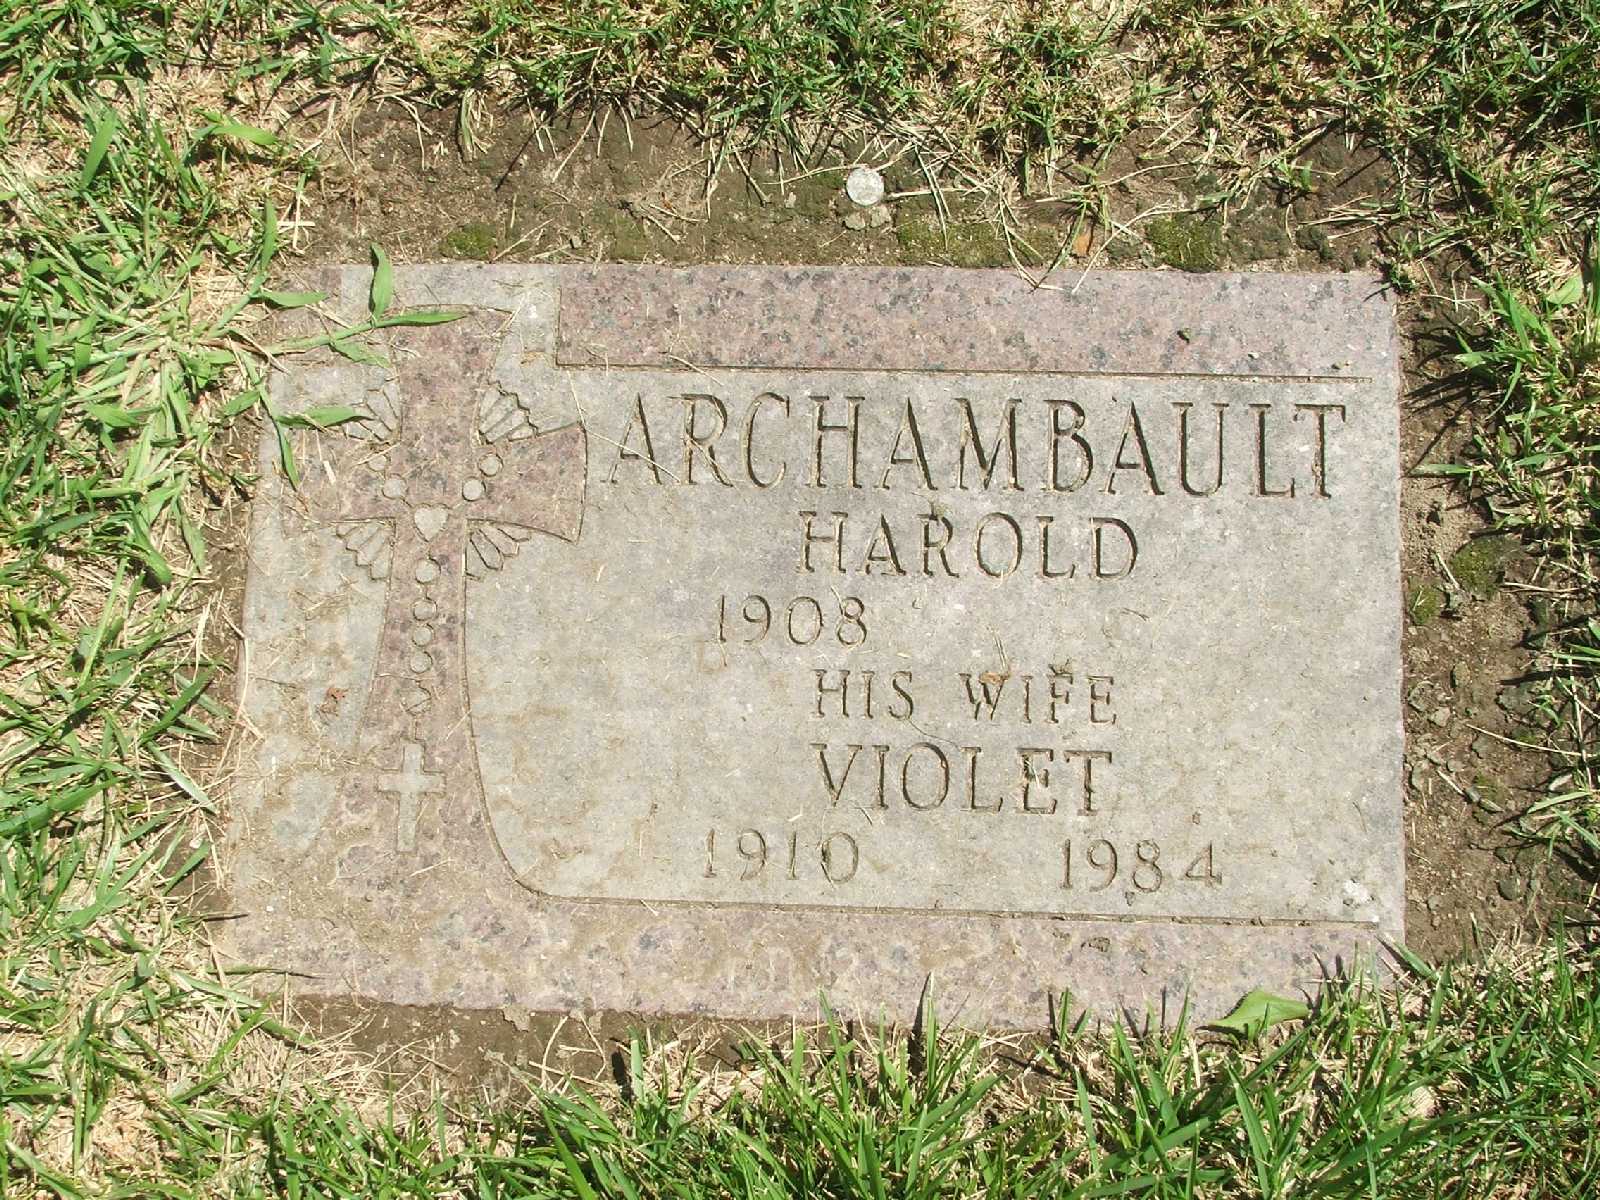 ARCHAMBAULT
HAROLD
1908
HIS WIFE
VIOLET
1910 1984